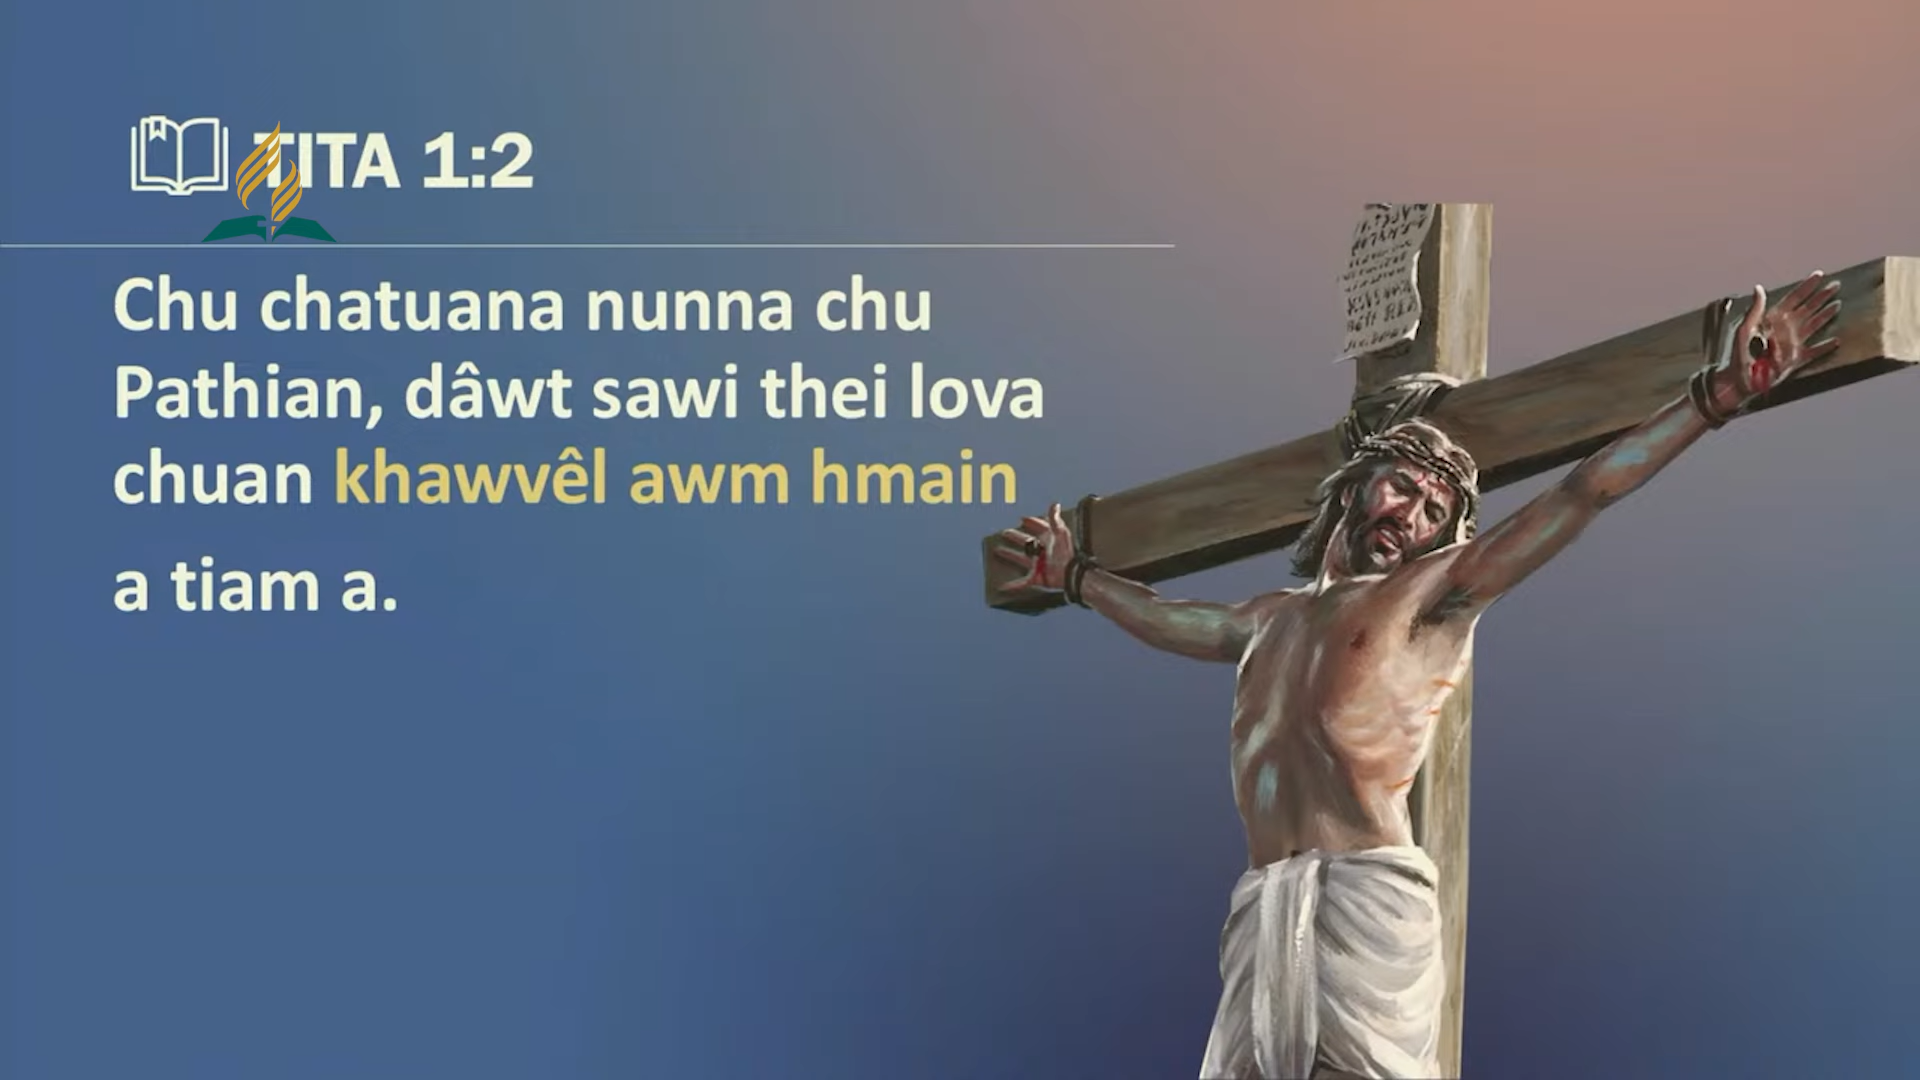 TITA 1:2
Chu chatuana nunna chu
Pathian, dâwt sawi thei lova
chuan khawvêl awm hmain
a tiam a.